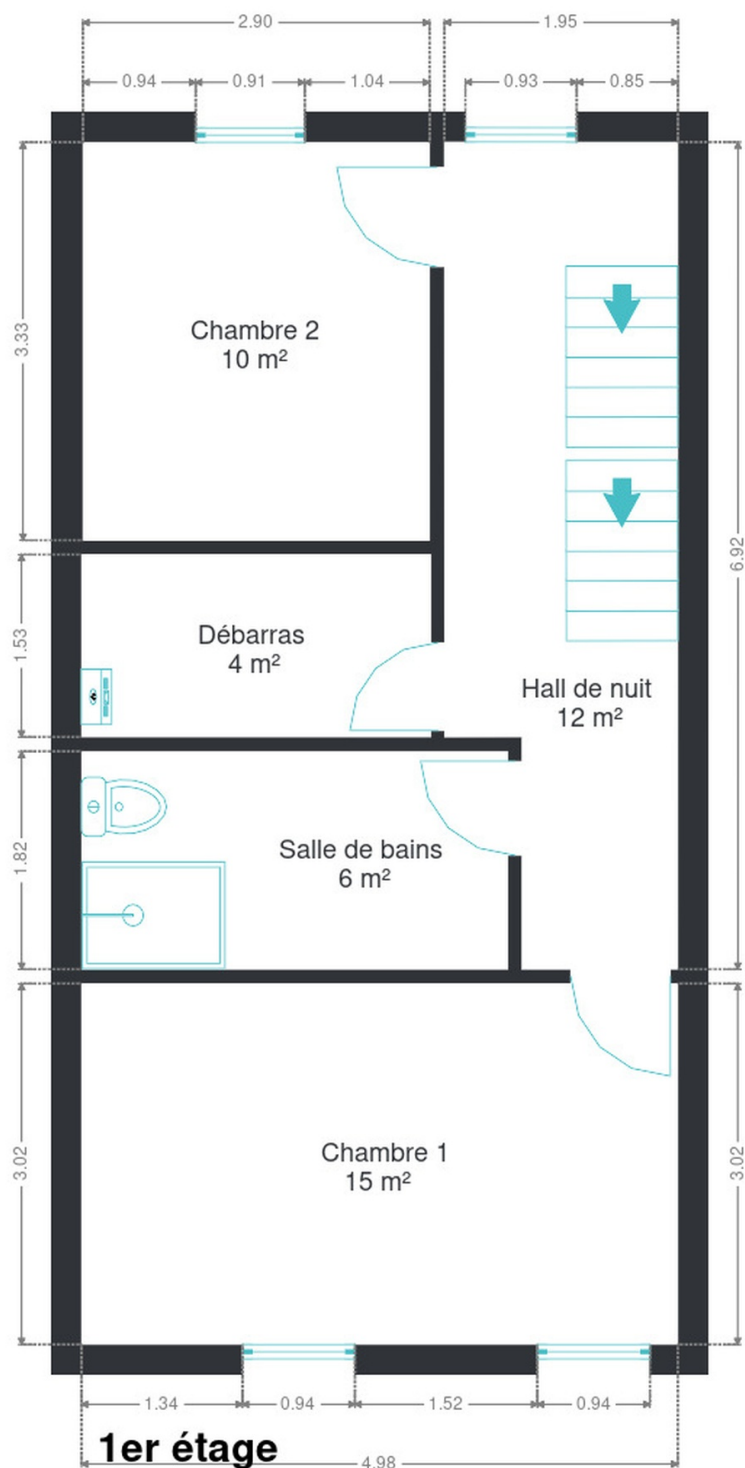 2.90
1.95
0.94
0.91
1.04
0.93
0.85
3.33
Chambre 2
10 m²
6.92
1.53
Débarras
4 m²
Hall de nuit
12 m²
1.82
Salle de bains
6 m²
3.02
Chambre 1
15 m²
3.02
1.34
0.94
1.52
0.94
1er étage
4.98